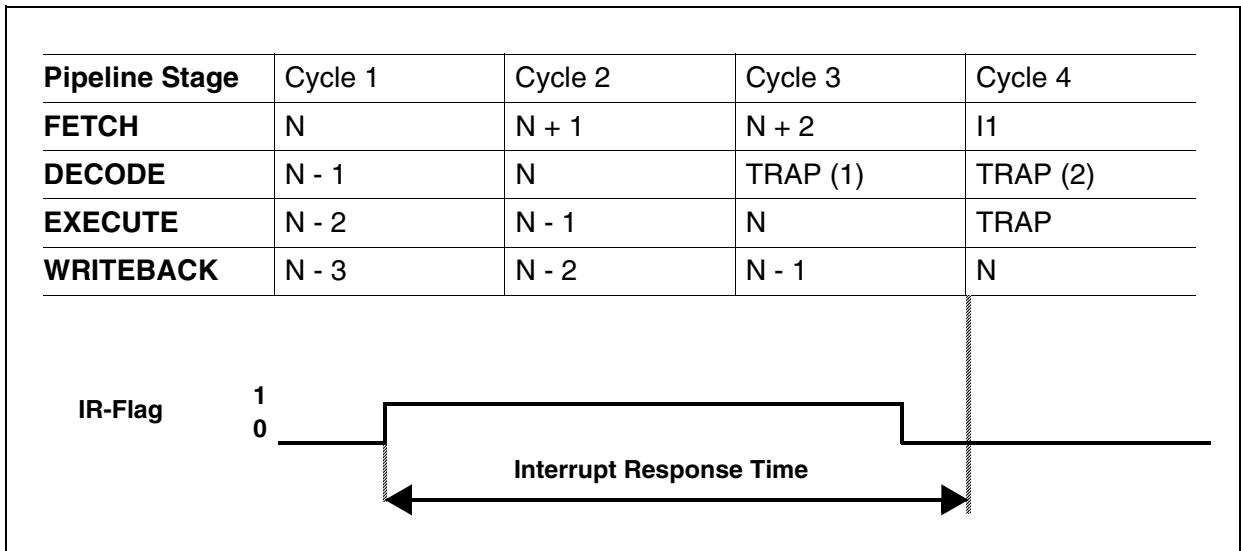 Pipeline Stage Cycle 1 Cycle 2 Cycle 3 Cycle 4
FETCH N N + 1 N + 2 I1
DECODE N - 1 N TRAP (1) TRAP (2)
EXECUTE N - 2 N - 1 N TRAP
WRITEBACK N - 3 N - 2 N - 1 N
1
IR-Flag
0
Interrupt Response Time